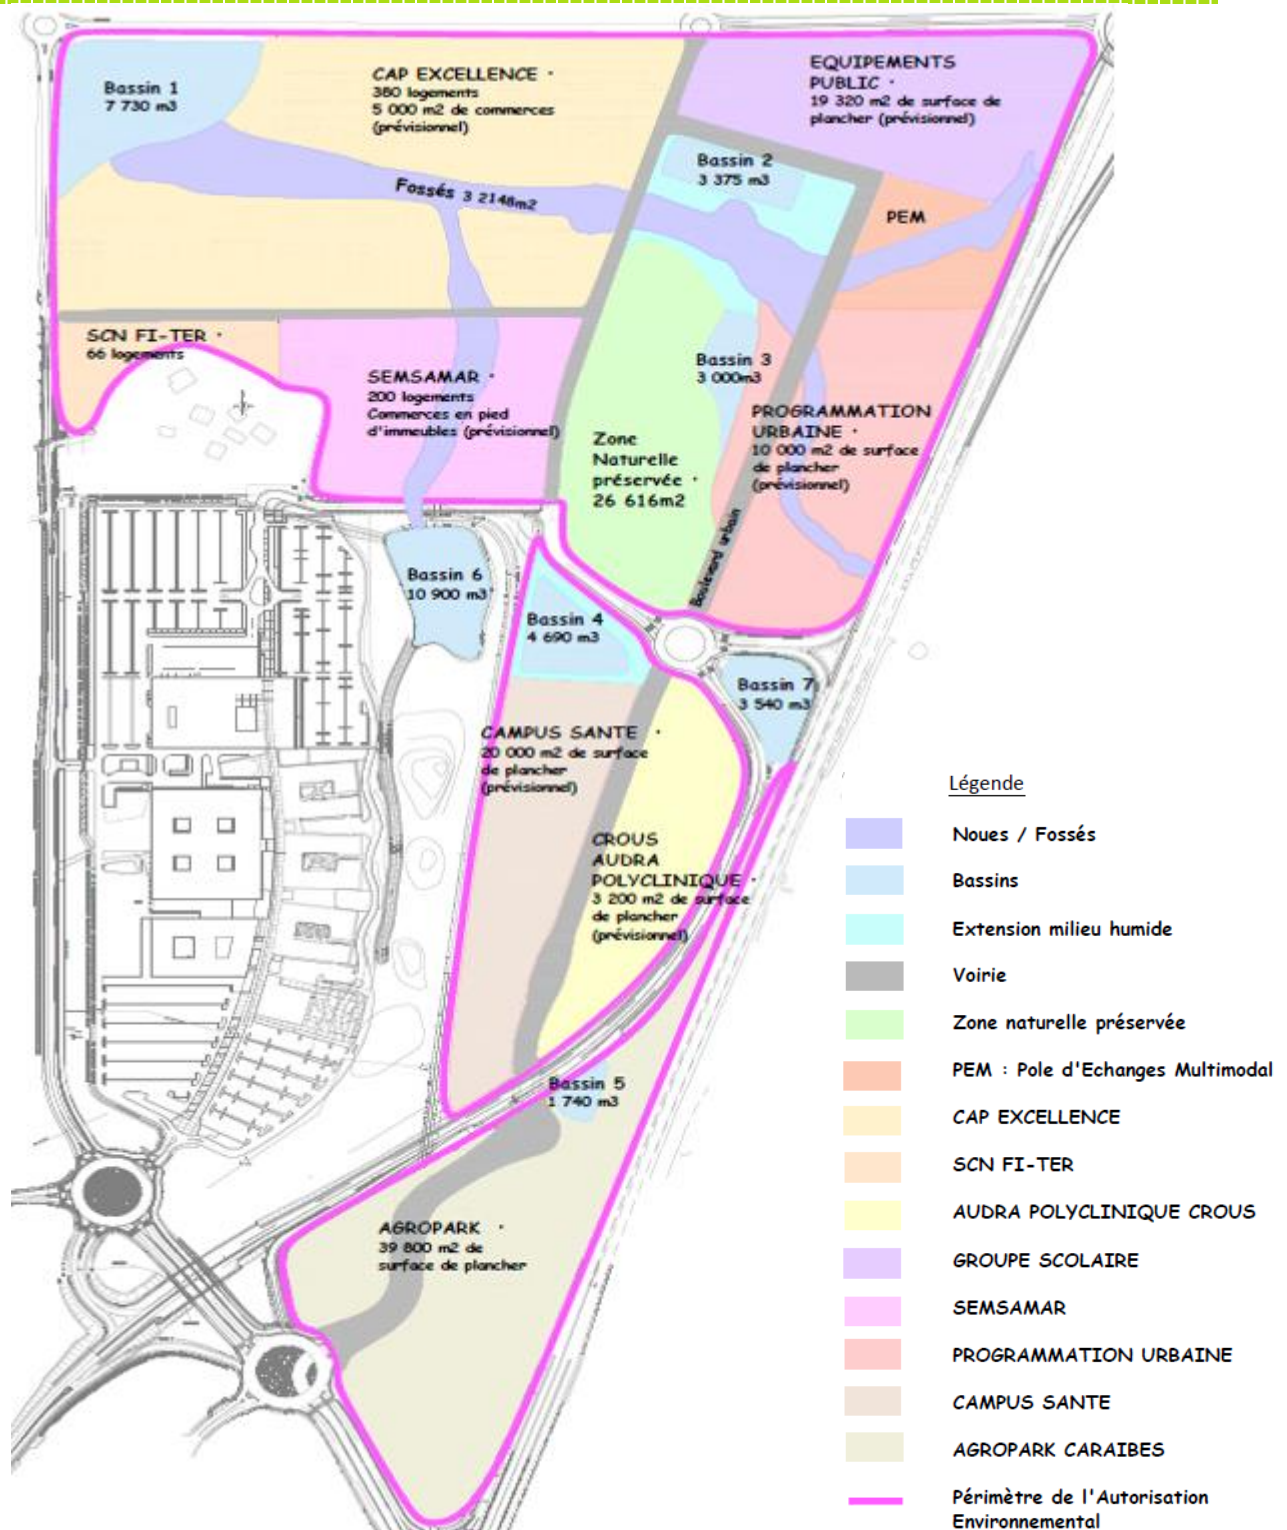 Bassin 1
7 730 m3
CAP EXCELLENCE ·
380 logements
5 000 m2 de commerces
(prévisionnel)
EQUIPEMENTS
PUBLIC ·
19 320 m2 de surface de
plancher (prévisionnel)
Bassin 2
3 375 m3
Fossés 3 2148m2
PEM
SCN FI-TER ·
66 logements
SEMSAMAR ·
200 logements
Commerces en pied
d'immeubles (prévisionnel)
Bassin 3
3 000m3
PROGRAMMATION
URBAINE ·
10 000 m2 de surface
de plancher
(prévisionnel)
Zone
Naturelle
préservée ·
26 616m2
Boulevard urbain
Bassin 6
10 900 m3
Bassin 4
4 690 m3
Bassin 7
3 540 m3
CAMPUS SANTE ·
20 000 m2 de surface
de plancher
(prévisionnel)
CROUS
AUDRA
POLYCLINIQUE ·
3 200 m2 de surface
de plancher
(prévisionnel)
Bassin 5
1 740 m3
AGROPARK ·
39 800 m2 de
surface de plancher
Légende
Noues / Fossés
Bassins
Extension milieu humide
Voirie
Zone naturelle préservée
PEM : Pole d'Echanges Multimodal
CAP EXCELLENCE
SCN FI-TER
AUDRA POLYCLINIQUE CROUS
GROUPE SCOLAIRE
SEMSAMAR
PROGRAMMATION URBAINE
CAMPUS SANTE
AGROPARK CARAIBES
Périmètre de l'Autorisation
Environnemental